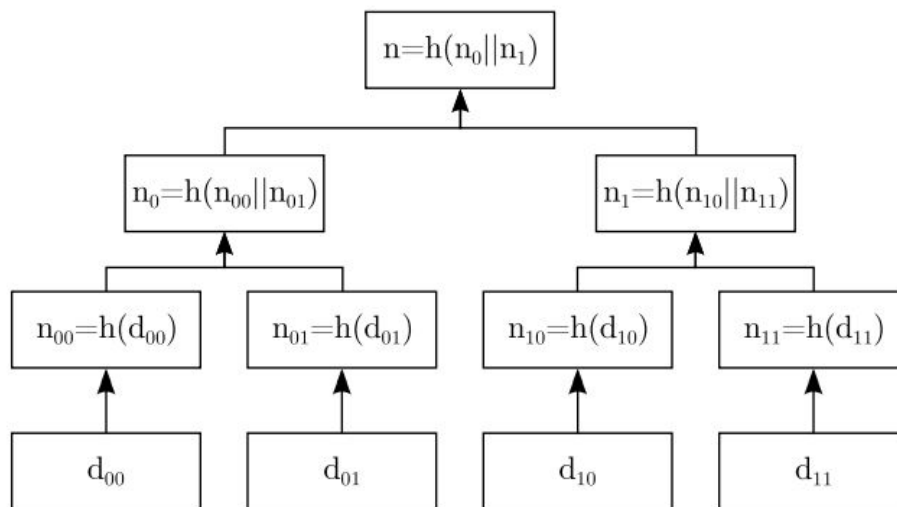 n=h(n₀||n₁)
n₀=h(n₀₀||n₀₁)
n₁=h(n₁₀||n₁₁)
n₀₀=h(d₀₀)
n₀₁=h(d₀₁)
n₁₀=h(d₁₀)
n₁₁=h(d₁₁)
d₀₀
d₀₁
d₁₀
d₁₁